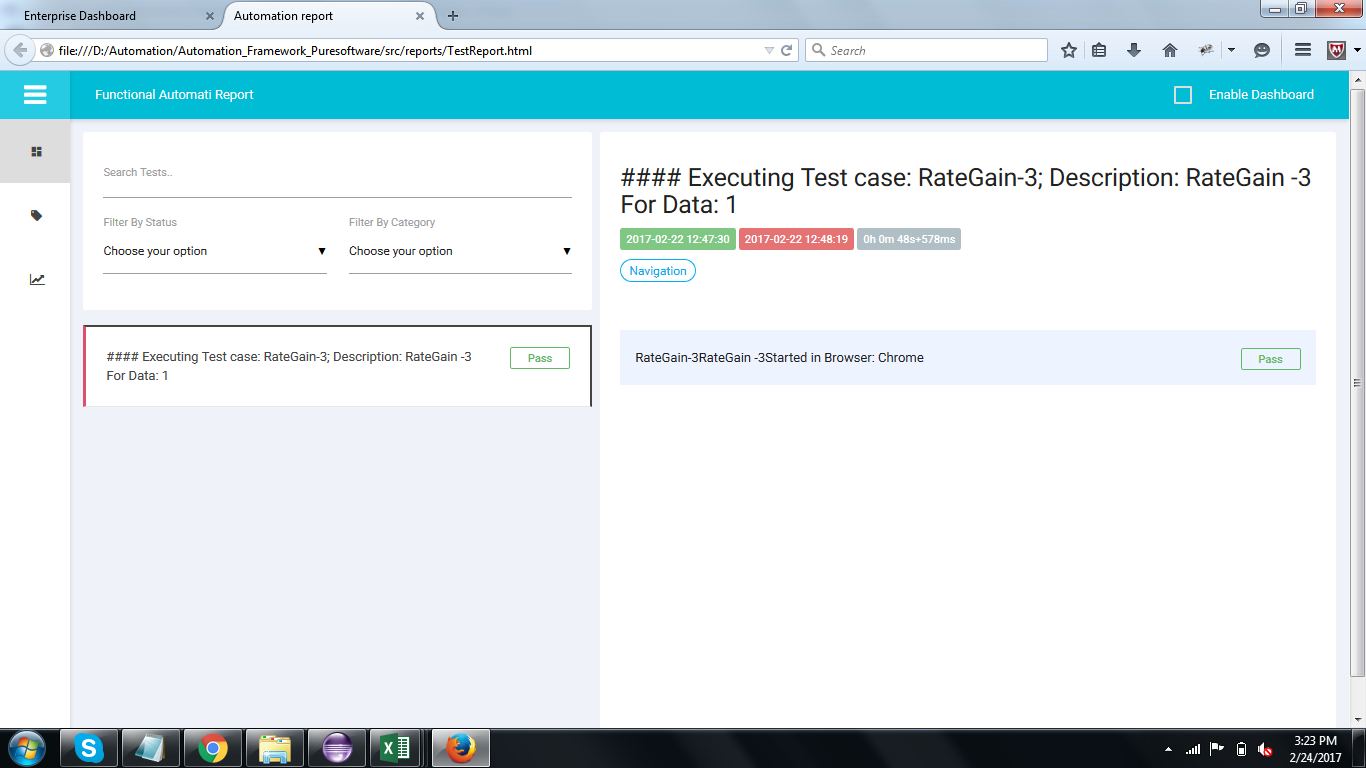 Enterprise Dashboard
Automation report
file:///D:/Automation/Automation_Framework_Puresoftware/src/reports/TestReport.html
Search
Functional Automati Report
Enable Dashboard
Search Tests..
Filter By Status
Filter By Category
Choose your option
Choose your option
#### Executing Test case: RateGain-3; Description: RateGain -3
For Data: 1
Pass
#### Executing Test case: RateGain-3; Description: RateGain -3
For Data: 1
2017-02-22 12:47:30
2017-02-22 12:48:19
0h 0m 48s+578ms
Navigation
RateGain-3RateGain -3Started in Browser: Chrome
Pass
3:23 PM
2/24/2017